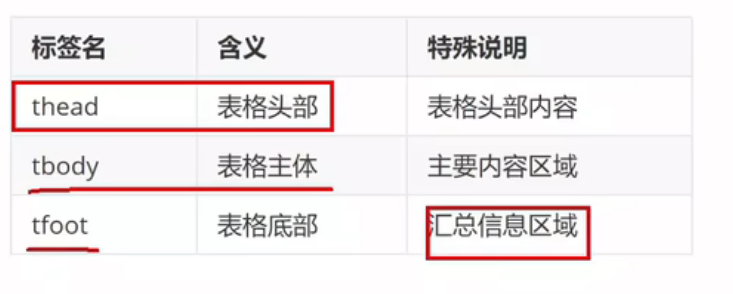 标签名 含义 特殊说明
thead 表格头部 表格头部内容
tbody 表格主体 主要内容区域
tfoot 表格底部 汇总信息区域